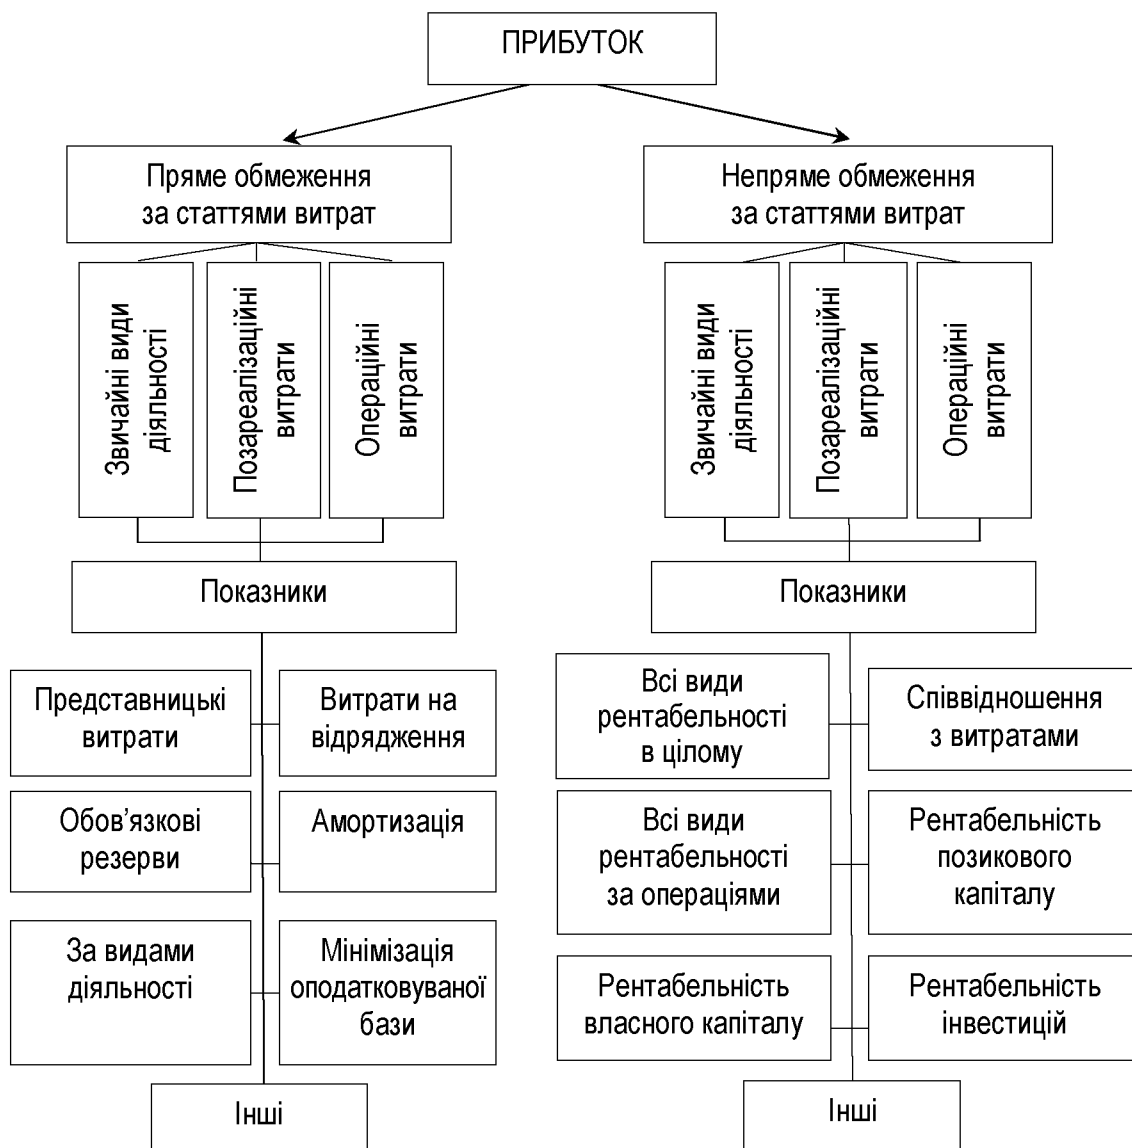 ПРИБУТОК
Пряме обмеження
за статтями витрат
Непряме обмеження
за статтями витрат
Звичайні види
діяльності
Позареалізаційні
витрати
Операційні
витрати
Звичайні види
діяльності
Позареалізаційні
витрати
Операційні
витрати
Показники
Показники
Представницькі
витрати
Витрати на
відрядження
Всі види
рентабельності
в цілому
Співвідношення
з витратами
Обов’язкові
резерви
Амортизація
Всі види
рентабельності
за операціями
Рентабельність
позикового
капіталу
За видами
діяльності
Мінімізація
оподатковуваної
бази
Рентабельність
власного капіталу
Рентабельність
інвестицій
Інші
Інші